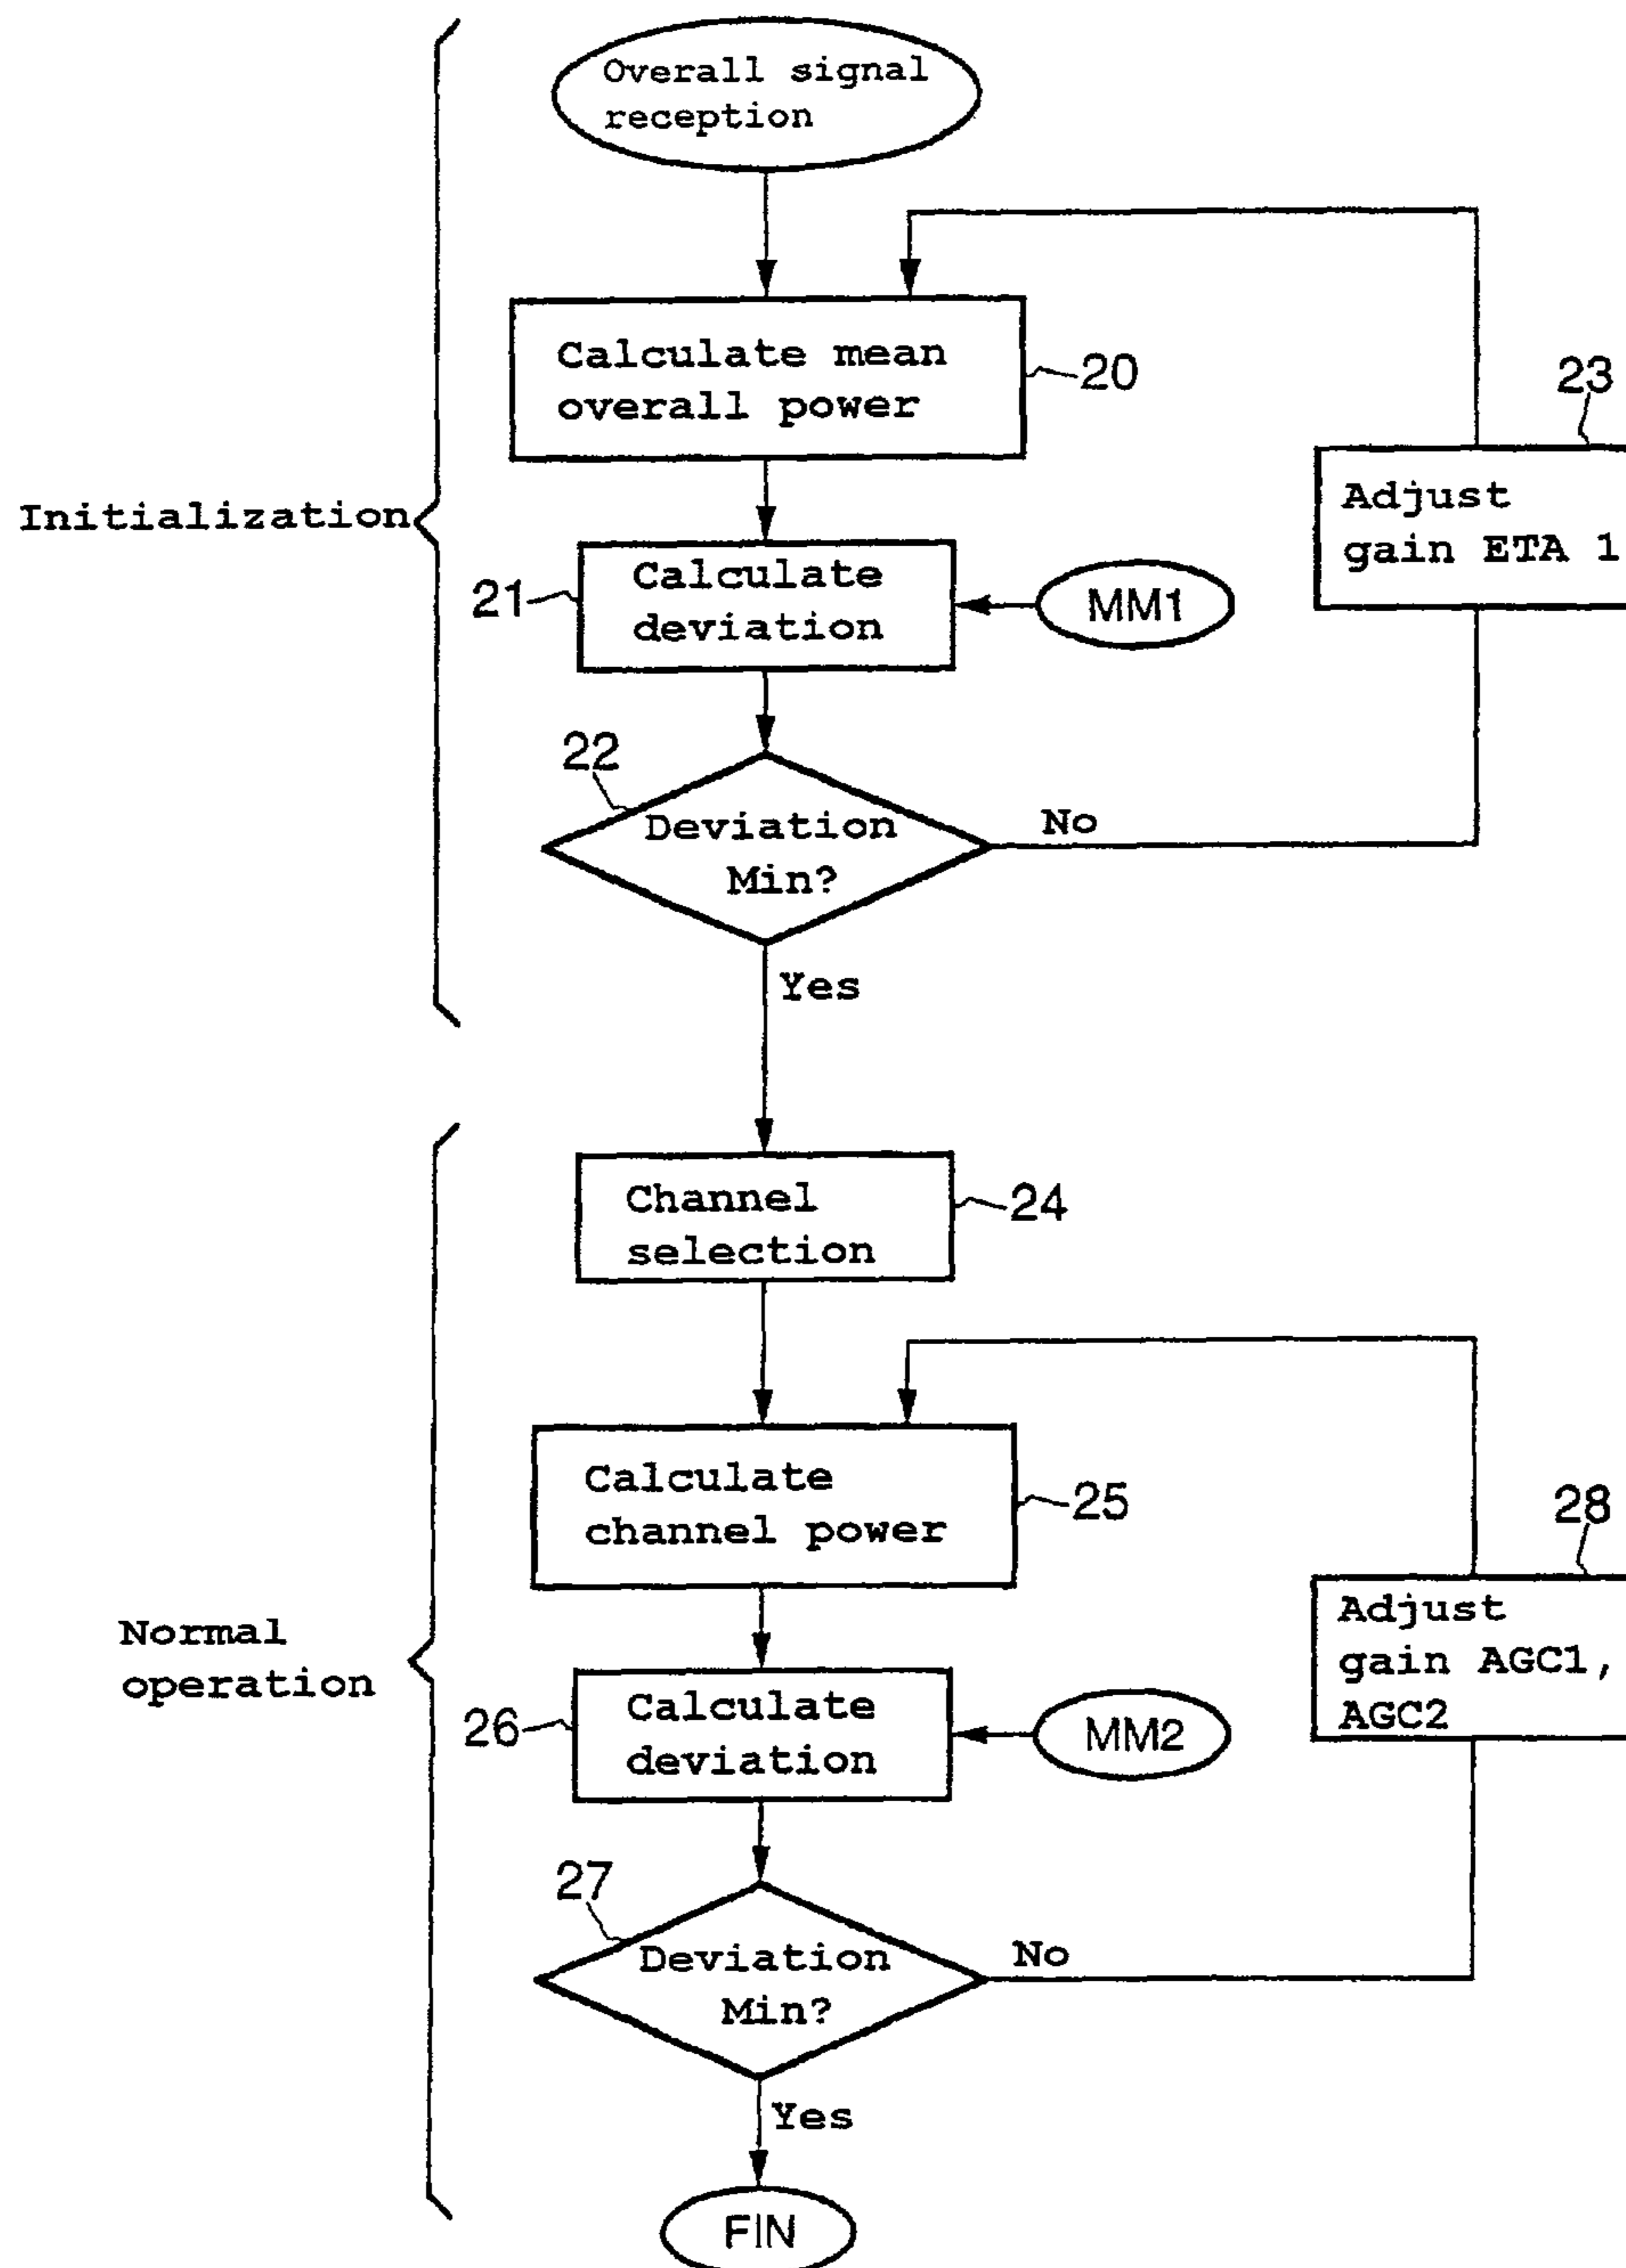 Overall signal
reception
Calculate mean
overall power
20
23
Adjust
gain ETA 1
Initialization
21
Calculate
deviation
MM1
22
Deviation
Min?
No
Yes
Channel
selection
24
Calculate
channel power
25
28
Adjust
gain AGC1,
AGC2
Normal
operation
26
Calculate
deviation
MM2
27
Deviation
Min?
No
Yes
FIN